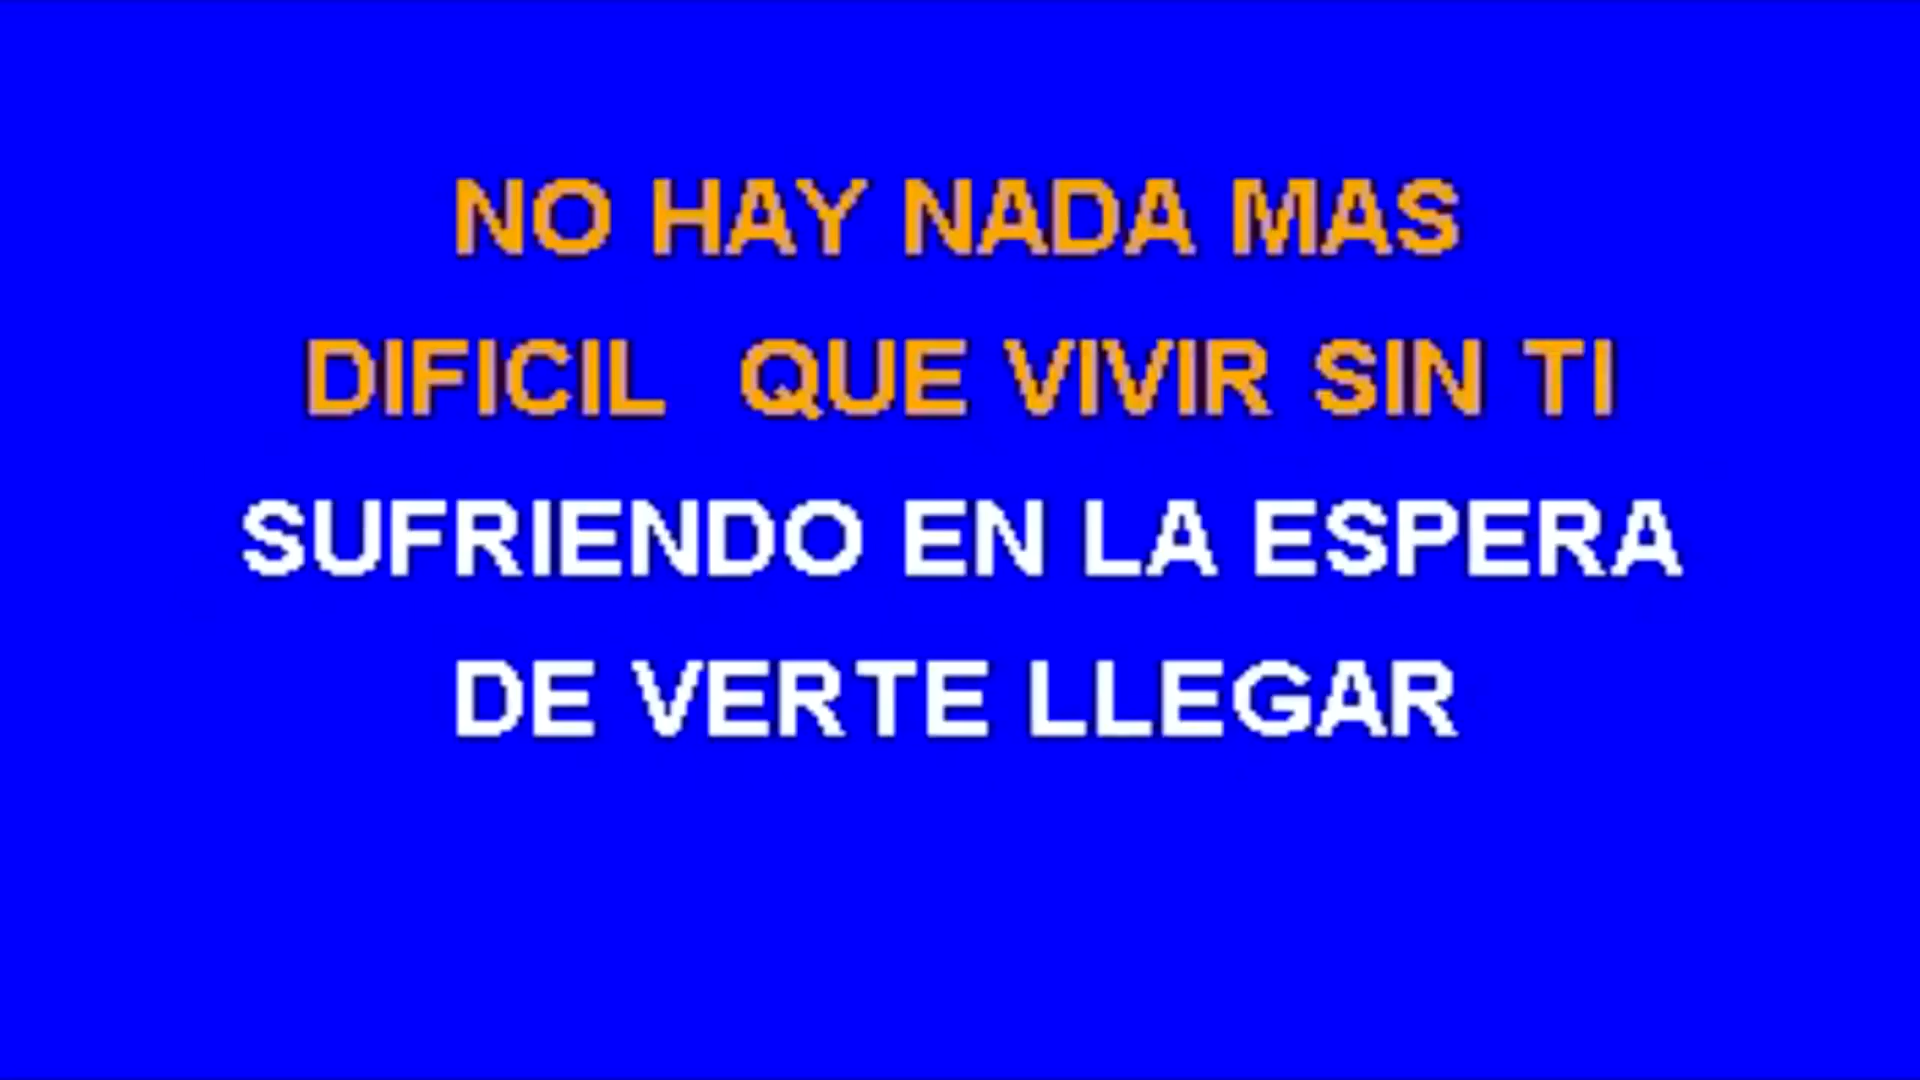 NO HAY NADA MAS
DIFICIL QUE VIVIR SIN TI
SUFRIENDO EN LA ESPERA
DE VERTE LLEGAR